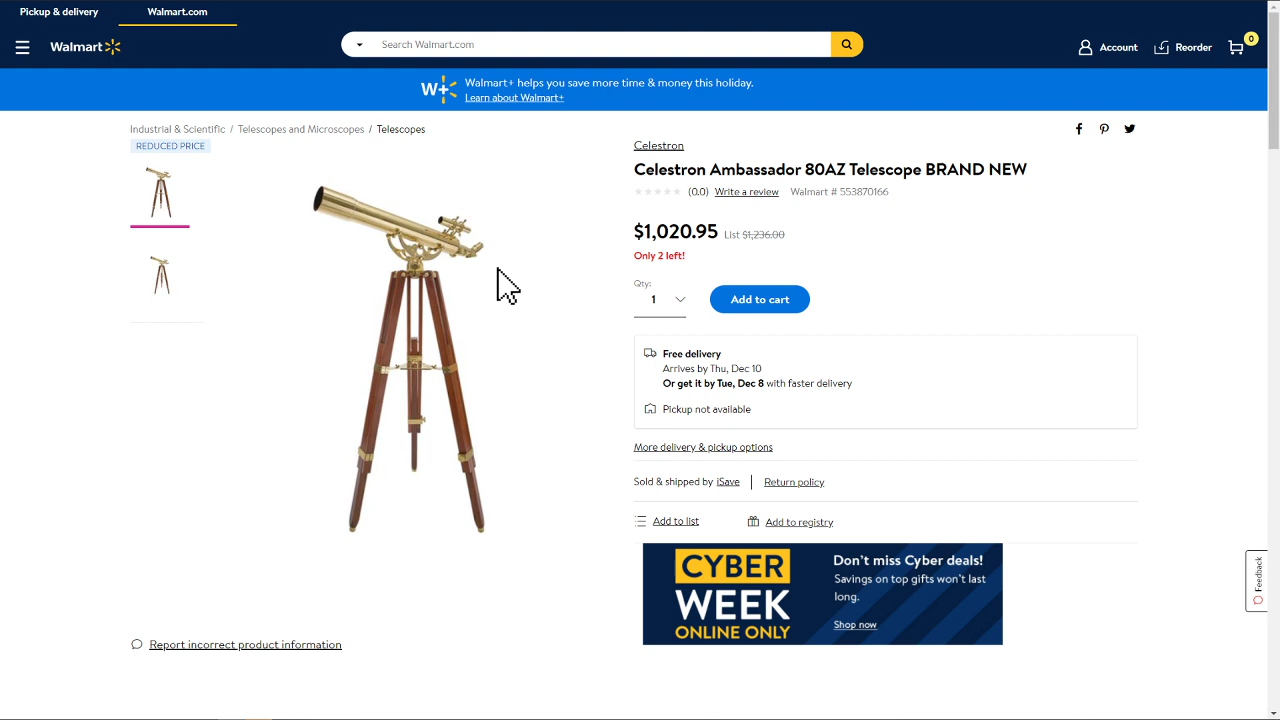 Pickup & delivery
Walmart.com
Walmart
Search Walmart.com
Account
Reorder
0
W+
Walmart+ helps you save more time & money this holiday.
Learn about Walmart+
Industrial & Scientific / Telescopes and Microscopes / Telescopes
REDUCED PRICE
Celestron
Celestron Ambassador 80AZ Telescope BRAND NEW
(0.0) Write a review Walmart # 553870166
$1,020.95 List $1,236.00
Only 2 left!
Qty:
1
Add to cart
Free delivery
Arrives by Thu, Dec 10
Or get it by Tue, Dec 8 with faster delivery
Pickup not available
More delivery & pickup options
Sold & shipped by iSave
Return policy
Add to list
Add to registry
CYBER
WEEK
ONLINE ONLY
Don't miss Cyber deals!
Savings on top gifts won't last
long.
Shop now
Feedback
Report incorrect product information